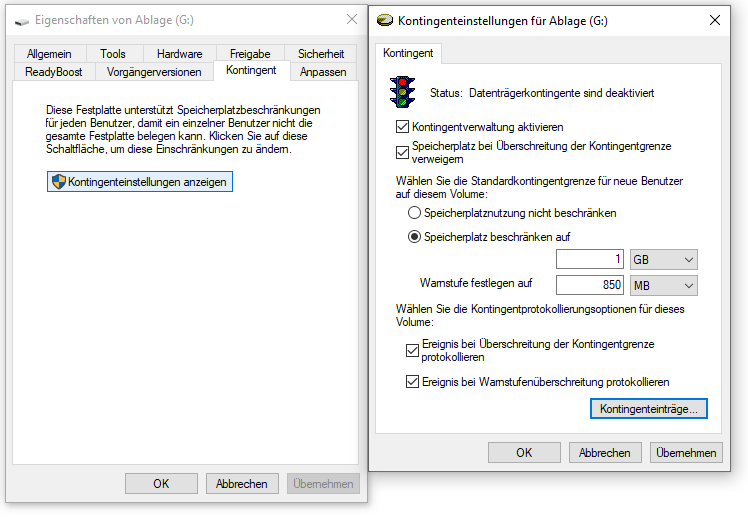 Eigenschaften von Ablage (G:)
Allgemein Tools Hardware Freigabe Sicherheit
ReadyBoost Vorgängerversionen Kontingent Anpassen
Diese Festplatte unterstützt Speicherplatzbeschränkungen
für jeden Benutzer, damit ein einzelner Benutzer nicht die
gesamte Festplatte belegen kann. Klicken Sie auf diese
Schaltfläche, um diese Einschränkungen zu ändern.
Kontingenteinstellungen anzeigen
OK Abbrechen Übernehmen
Kontingenteinstellungen für Ablage (G:)
Kontingent
Status: Datenträgerkontingente sind deaktiviert
Kontingentverwaltung aktivieren
Speicherplatz bei Überschreitung der Kontingentgrenze
verweigern
Wählen Sie die Standardkontingentgrenze für neue Benutzer
auf diesem Volume:
Speicherplatznutzung nicht beschränken
Speicherplatz beschränken auf
1 GB
Warnstufe festlegen auf 850 MB
Wählen Sie die Kontingentprotokollierungsoptionen für dieses
Volume:
Ereignis bei Überschreitung der Kontingentgrenze
protokollieren
Ereignis bei Warnstufenüberschreitung protokollieren
Kontingenteinträge...
OK Abbrechen Übernehmen